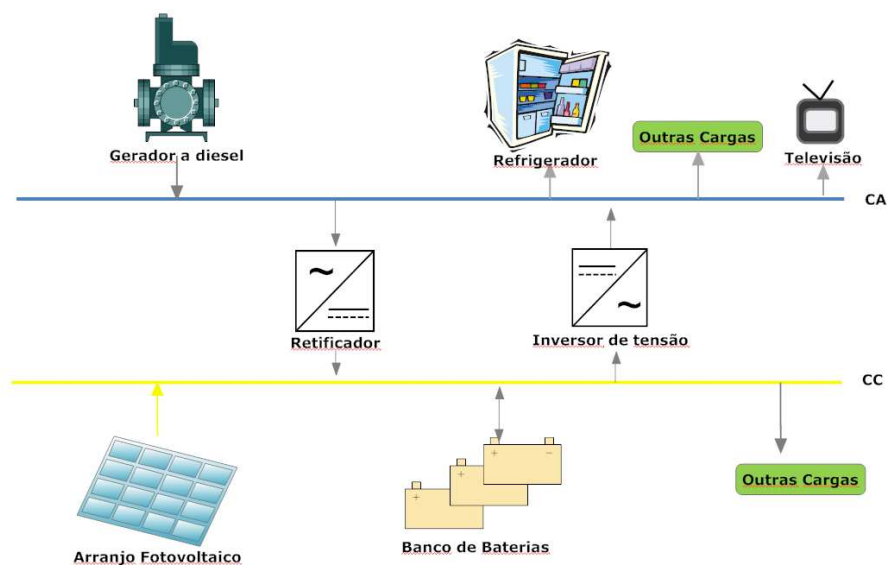 Gerador a diesel
Refrigerador
Outras Cargas
Televisão
CA
~
~
Retificador
Inversor de tensão
CC
+ -
+
+
Outras Cargas
Arranjo Fotovoltaico
Banco de Baterias